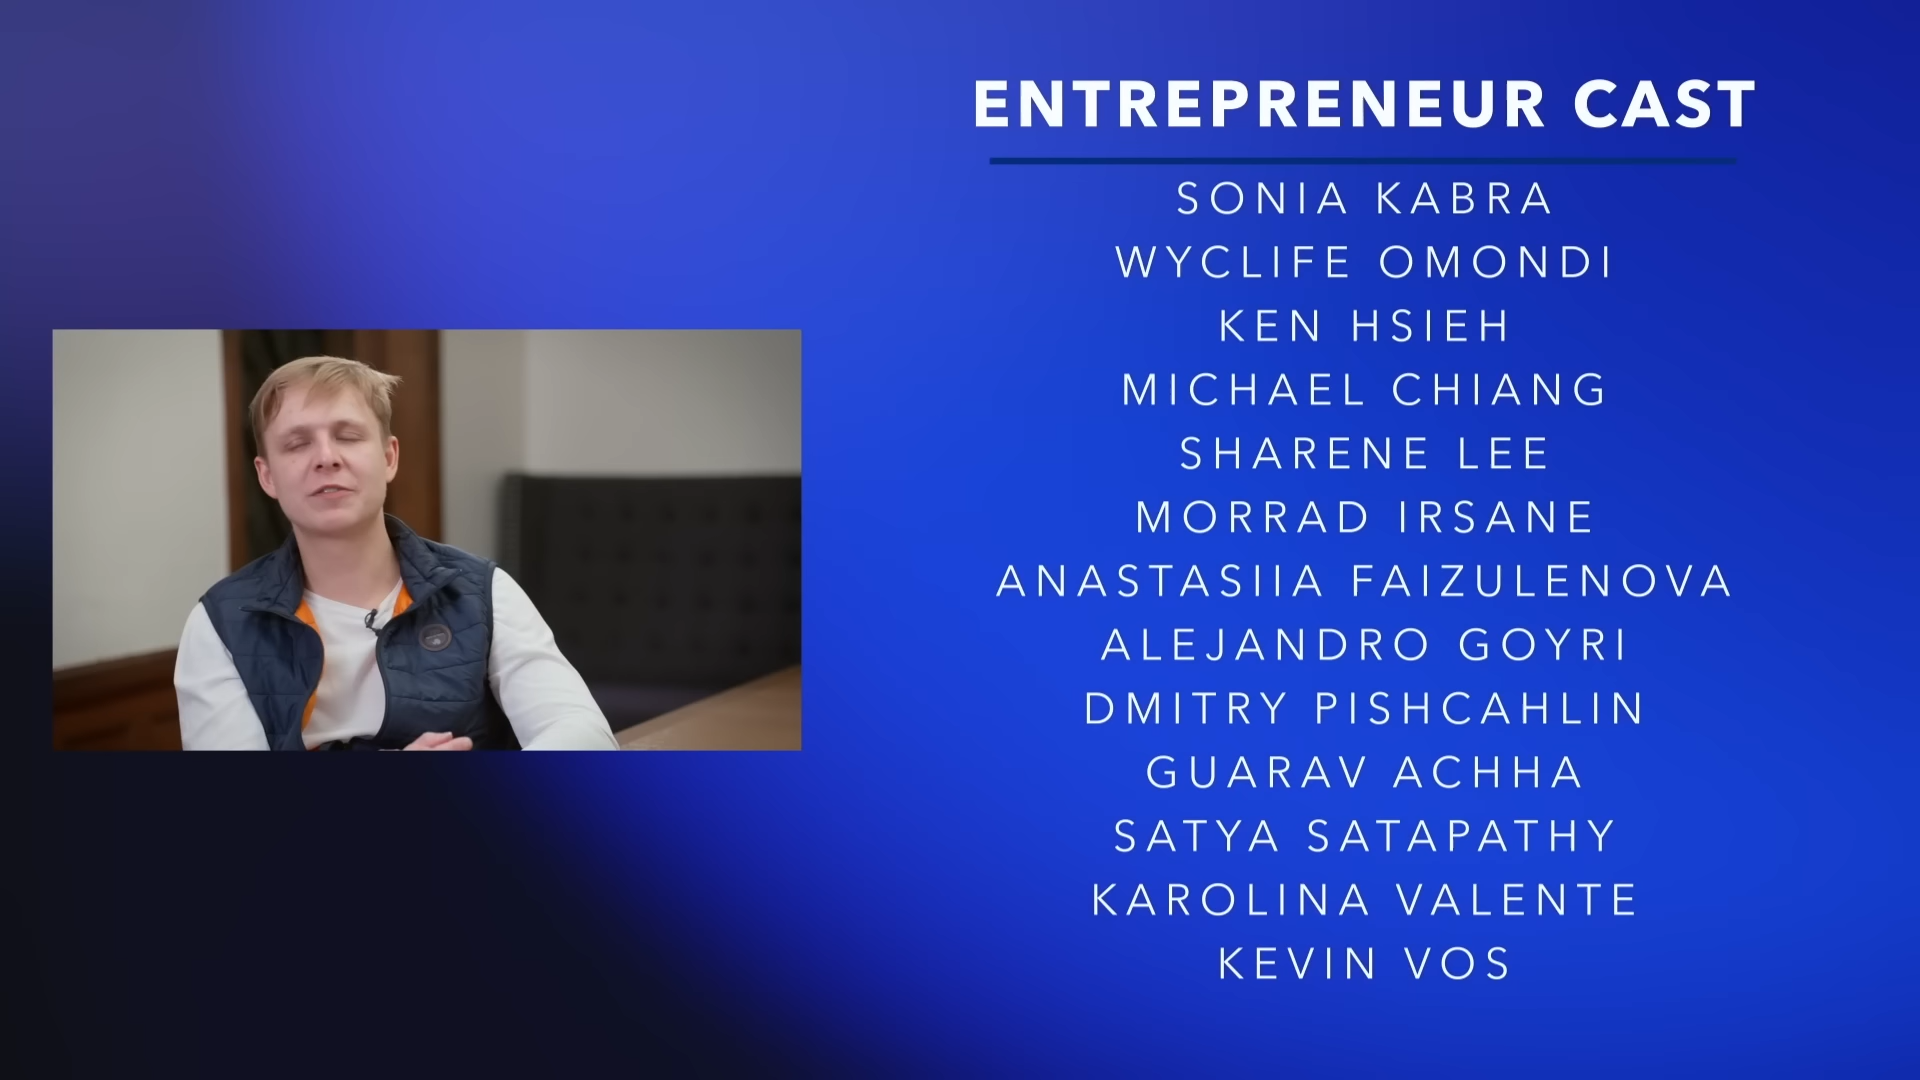 ENTREPRENEUR CAST
SONIA KABRA
WYCLIFE OMONDI
KEN HSIEH
MICHAEL CHIANG
SHARENE LEE
MORRAD IRSANE
ANASTASIIA FAIZULENOVA
ALEJANDRO GOYRI
DMITRY PISHCAHLIN
GUARAV ACHHA
SATYA SATAPATHY
KAROLINA VALENTE
KEVIN VOS